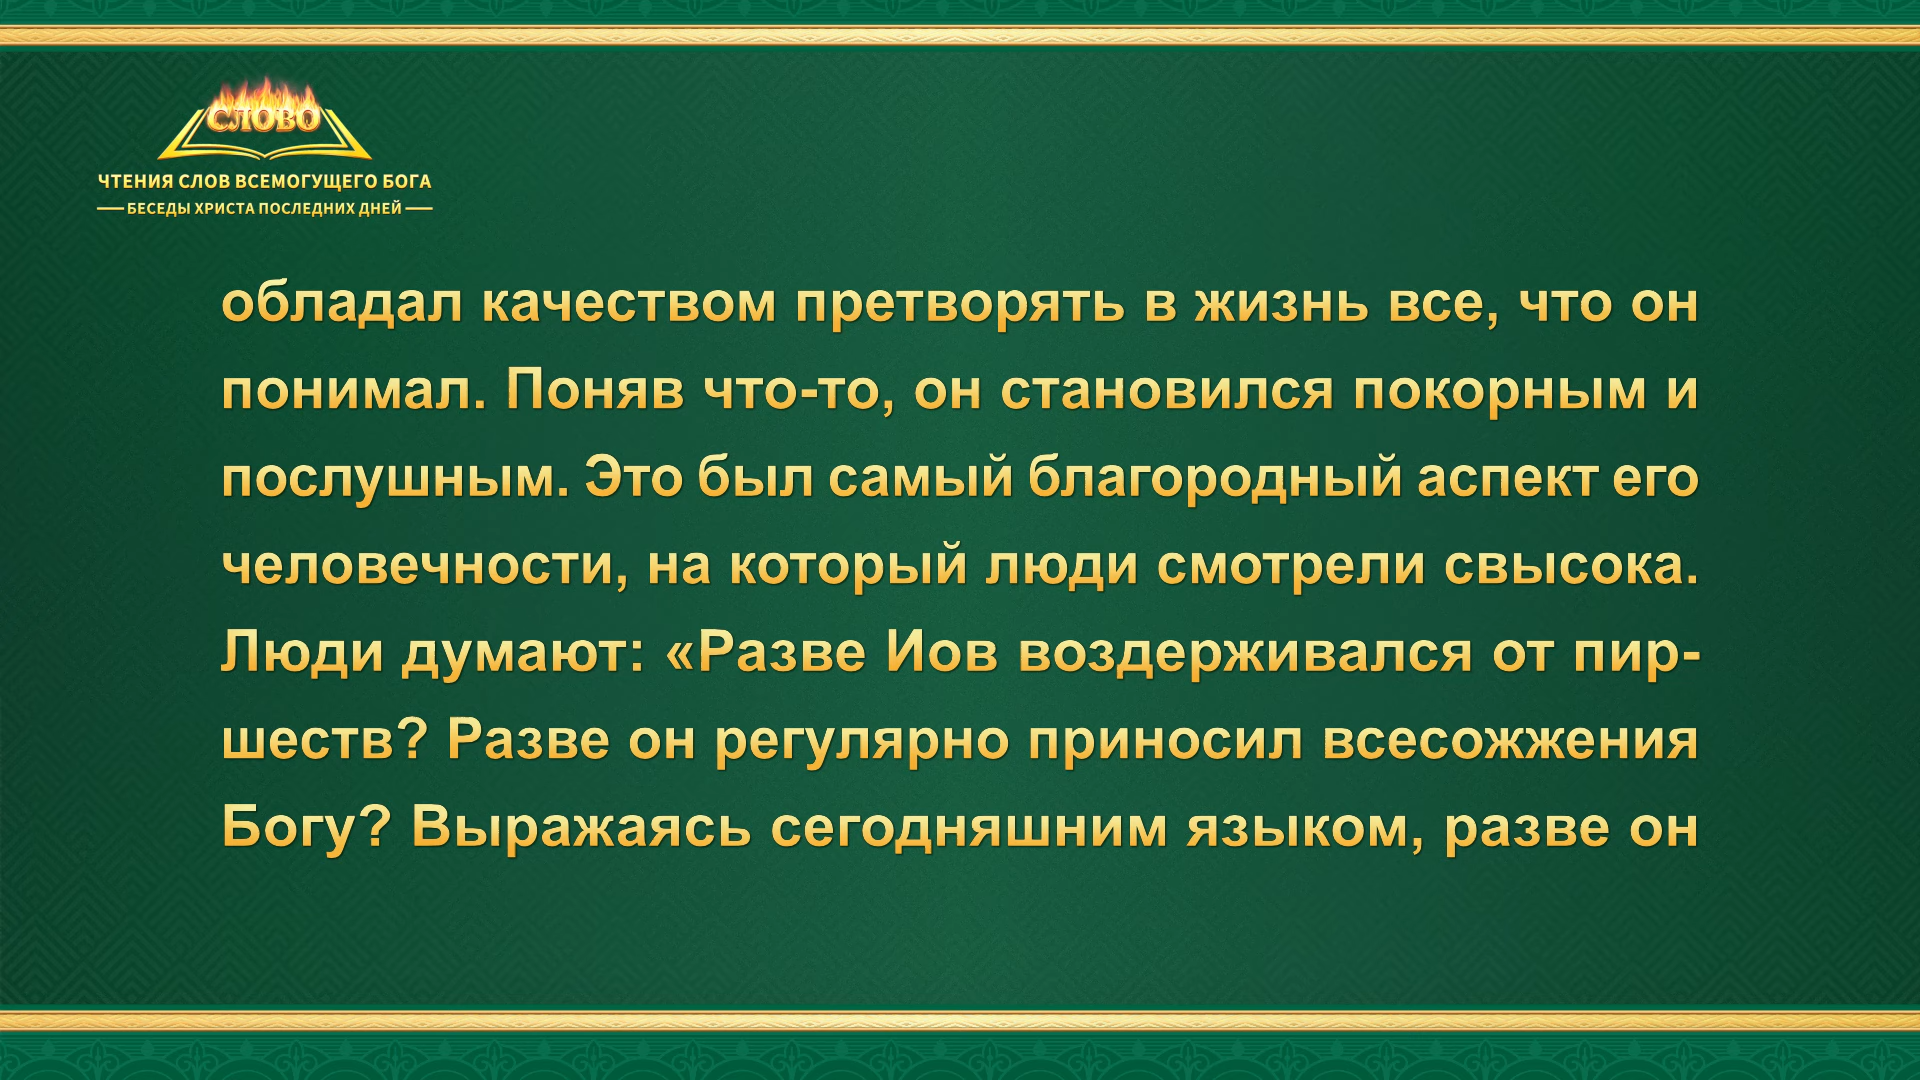 СЛОВО
ЧТЕНИЯ СЛОВ ВСЕМОГУЩЕГО БОГА
БЕСЕДЫ ХРИСТА ПОСЛЕДНИХ ДНЕЙ
обладал качеством претворять в жизнь все, что он
понимал. Поняв что-то, он становился покорным и
послушным. Это был самый благородный аспект его
человечности, на который люди смотрели свысока.
Люди думают: «Разве Иов воздерживался от пир-
шеств? Разве он регулярно приносил всесожжения
Богу? Выражаясь сегодняшним языком, разве он